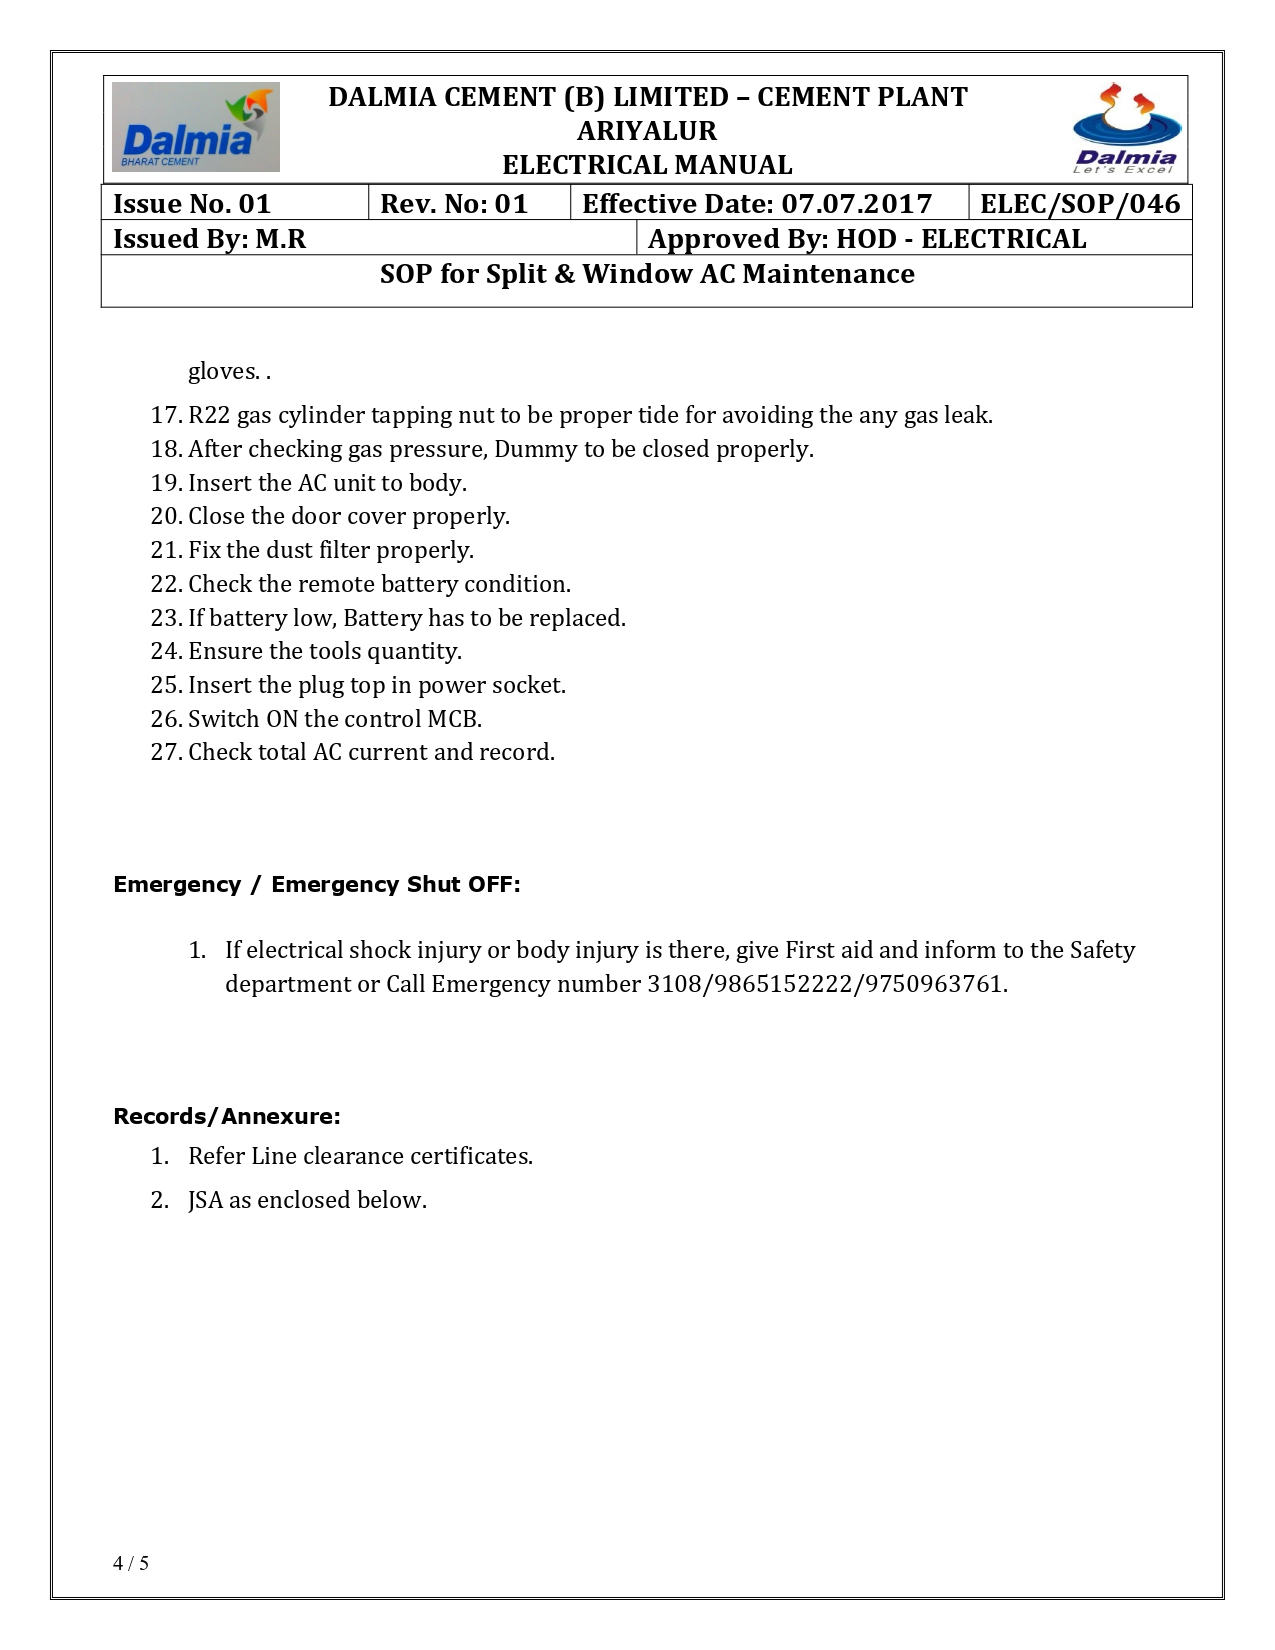 Dalmia
BHARAT CEMENT
DALMIA CEMENT (B) LIMITED – CEMENT PLANT
ARIYALUR
ELECTRICAL MANUAL
Dalmia
Let's Excel
Issue No. 01 Rev. No: 01 Effective Date: 07.07.2017 ELEC/SOP/046
Issued By: M.R Approved By: HOD - ELECTRICAL
SOP for Split & Window AC Maintenance
gloves. .
17. R22 gas cylinder tapping nut to be proper tide for avoiding the any gas leak.
18. After checking gas pressure, Dummy to be closed properly.
19. Insert the AC unit to body.
20. Close the door cover properly.
21. Fix the dust filter properly.
22. Check the remote battery condition.
23. If battery low, Battery has to be replaced.
24. Ensure the tools quantity.
25. Insert the plug top in power socket.
26. Switch ON the control MCB.
27. Check total AC current and record.
Emergency / Emergency Shut OFF:
1. If electrical shock injury or body injury is there, give First aid and inform to the Safety
department or Call Emergency number 3108/9865152222/9750963761.
Records/Annexure:
1. Refer Line clearance certificates.
2. JSA as enclosed below.
4 / 5